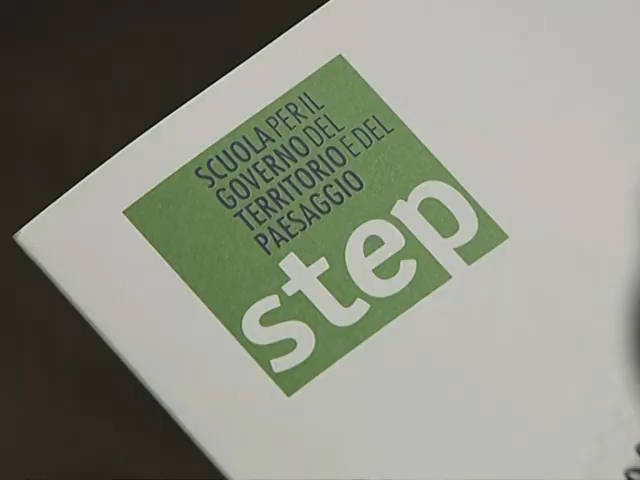 SCUOLA PER IL
GOVERNO DEL
TERRITORIO E DEL
PAESAGGIO
step